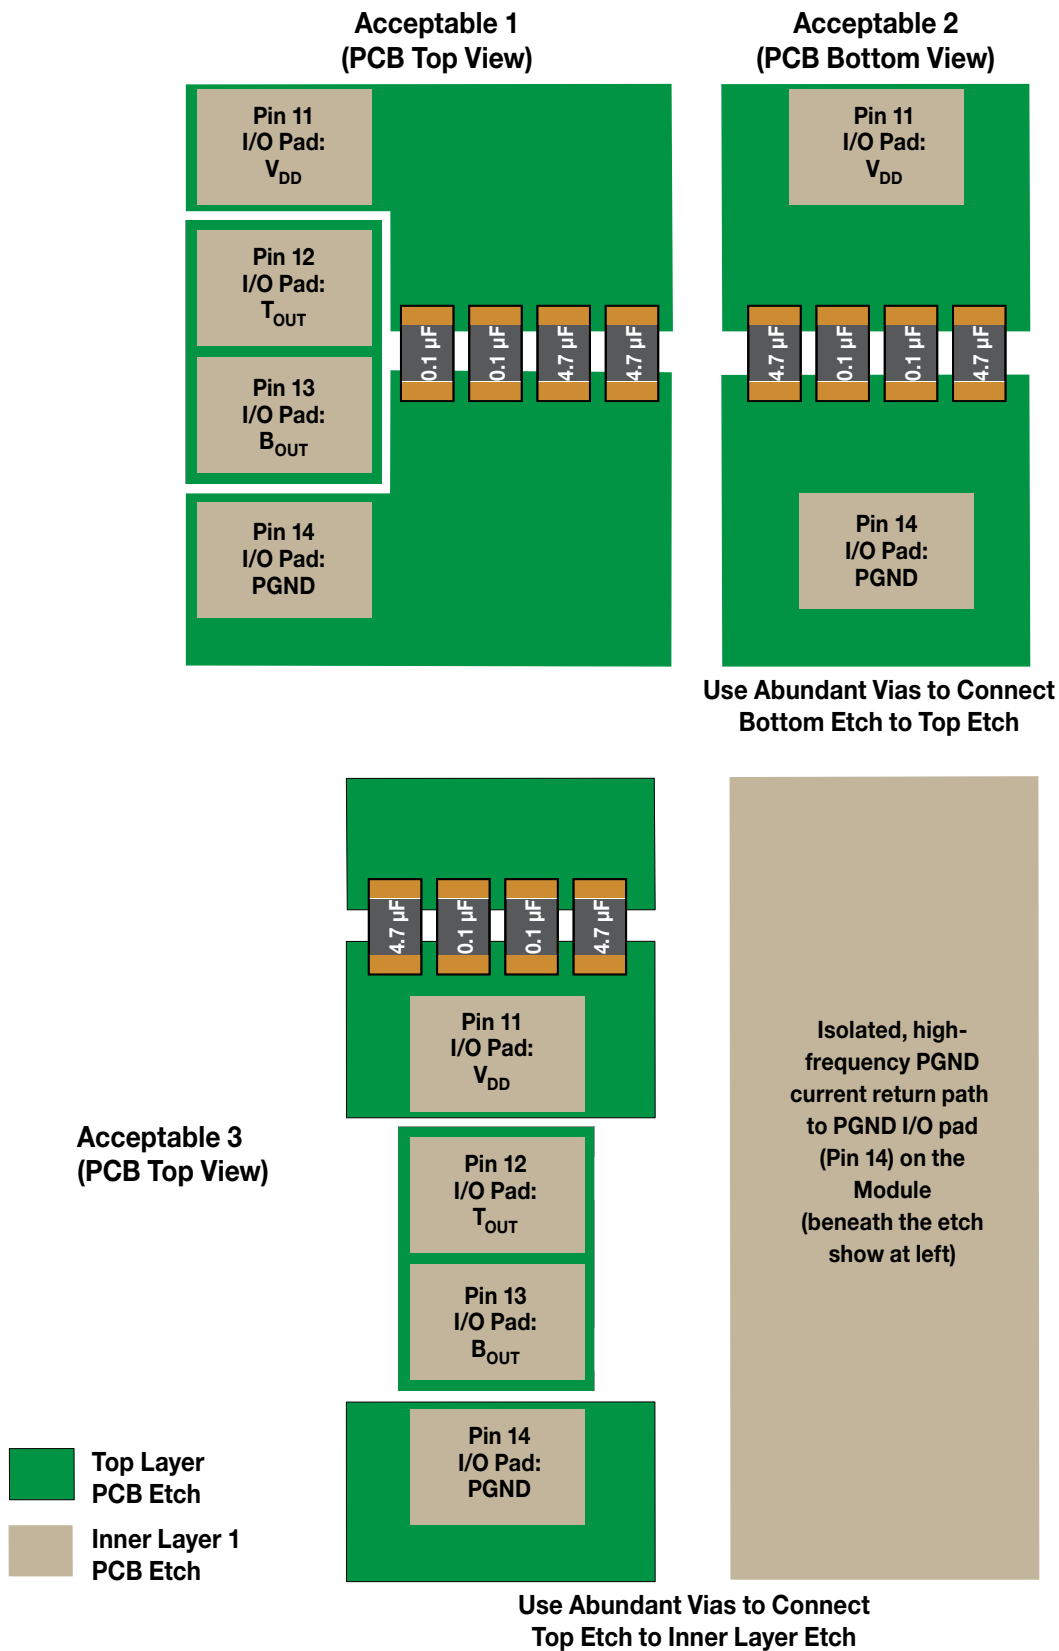 Acceptable 1
(PCB Top View)
Acceptable 2
(PCB Bottom View)
Pin 11
I/O Pad:
VDD
Pin 12
I/O Pad:
TOUT
Pin 13
I/O Pad:
BOUT
Pin 14
I/O Pad:
PGND
0.1 µF
0.1 µF
4.7 µF
4.7 µF
Pin 11
I/O Pad:
VDD
4.7 µF
0.1 µF
0.1 µF
4.7 µF
Pin 14
I/O Pad:
PGND
Use Abundant Vias to Connect
Bottom Etch to Top Etch
Acceptable 3
(PCB Top View)
4.7 µF
0.1 µF
0.1 µF
4.7 µF
Pin 11
I/O Pad:
VDD
Pin 12
I/O Pad:
TOUT
Pin 13
I/O Pad:
BOUT
Pin 14
I/O Pad:
PGND
Isolated, high-
frequency PGND
current return path
to PGND I/O pad
(Pin 14) on the
Module
(beneath the etch
show at left)
Top Layer
PCB Etch
Inner Layer 1
PCB Etch
Use Abundant Vias to Connect
Top Etch to Inner Layer Etch